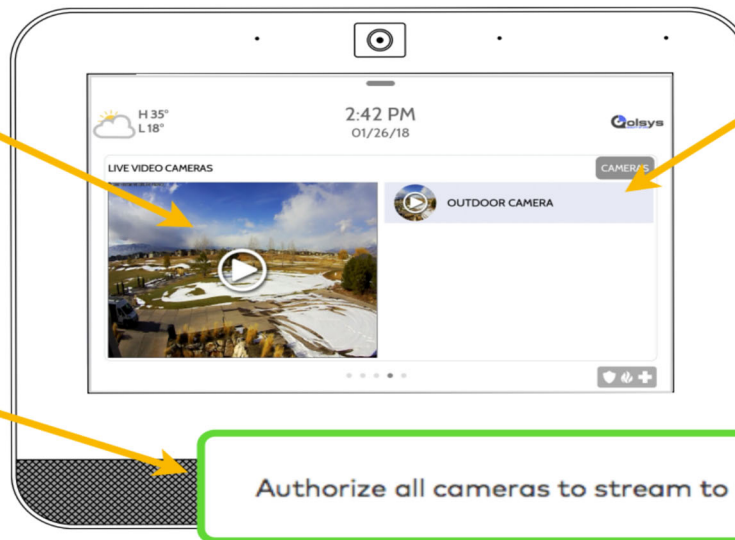 H 35°
L 18°
2:42 PM
01/26/18
Qolsys
LIVE VIDEO CAMERAS
CAMERAS
OUTDOOR CAMERA
Authorize all cameras to stream to